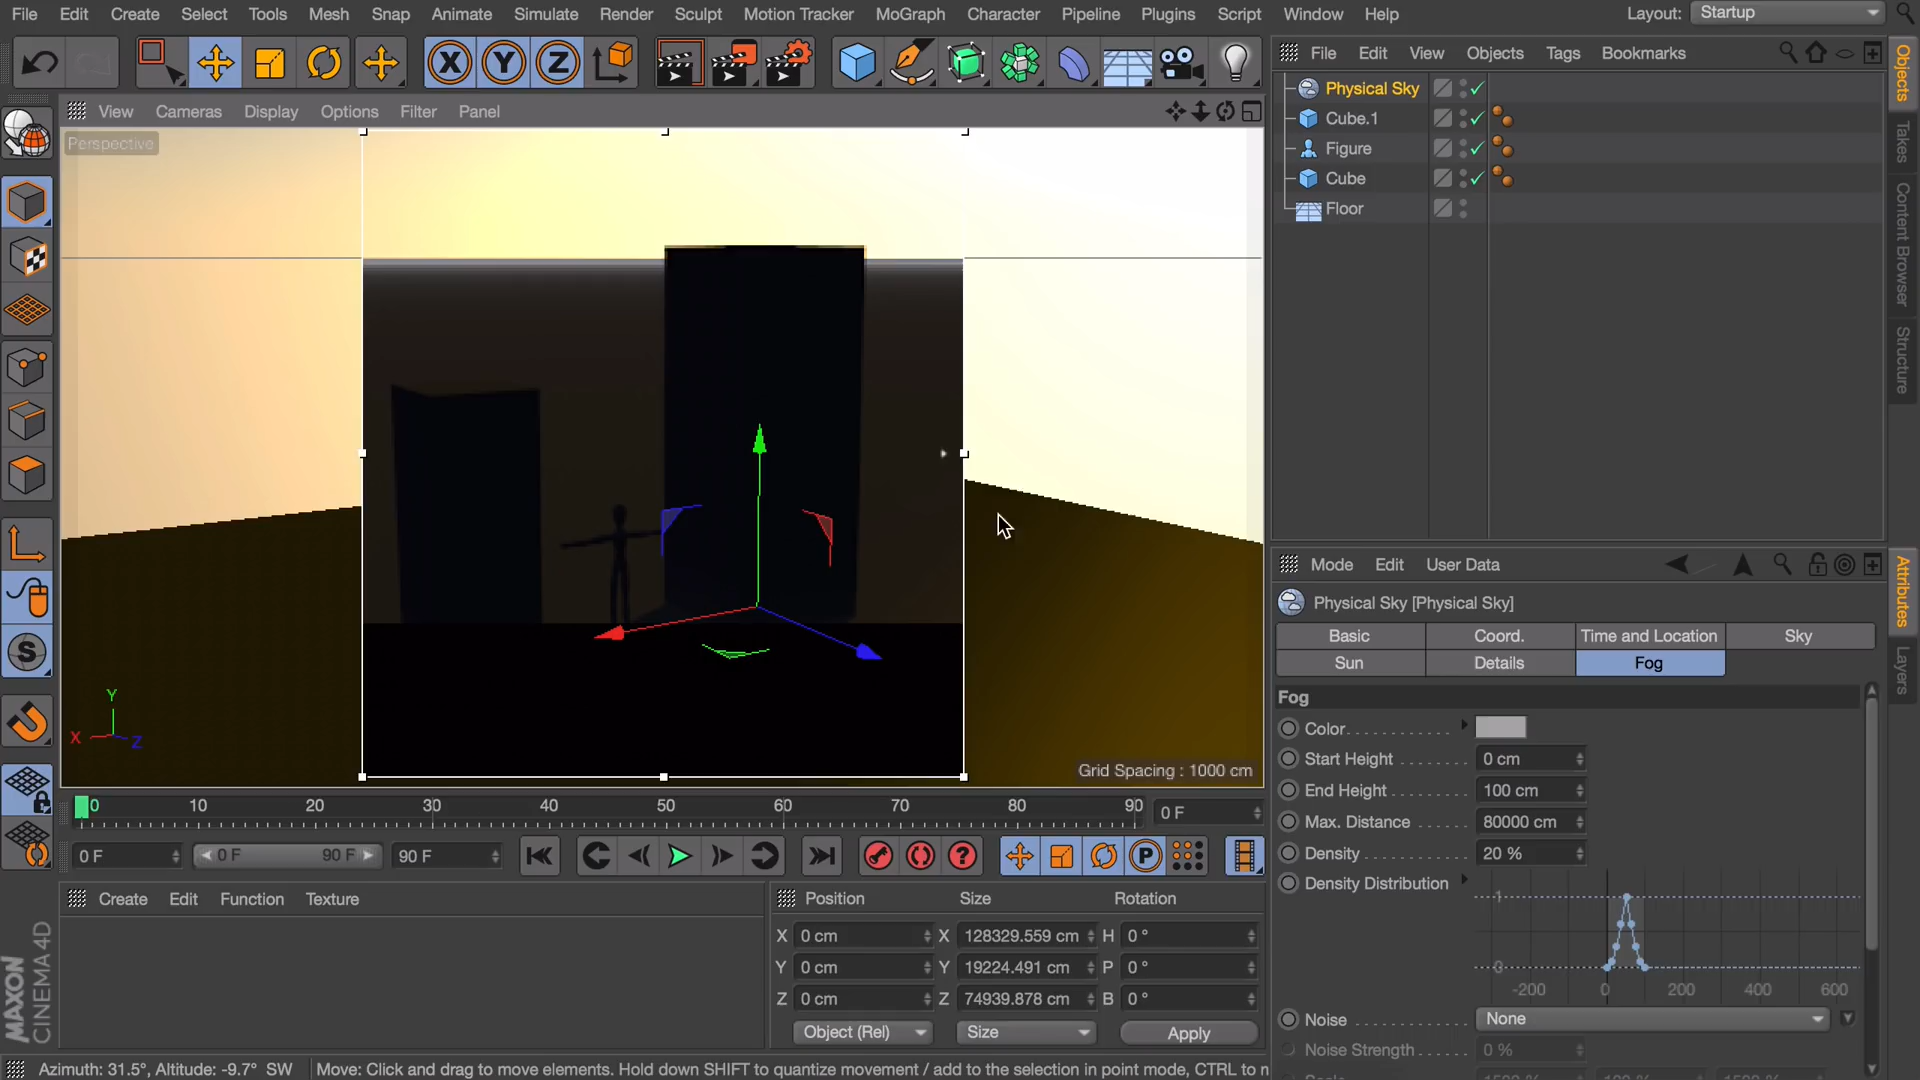 File Edit Create Select Tools Mesh Snap Animate Simulate Render Sculpt Motion Tracker MoGraph Character Pipeline Plugins Script Window Help Layout: Startup
X Y Z
File Edit View Objects Tags Bookmarks
View Cameras Display Options Filter Panel
Perspective
Physical Sky
Cube.1
Figure
Cube
Floor
Objects
Takes
Content Browser
Structure
Y
X
Z
Grid Spacing : 1000 cm
Mode Edit User Data
Physical Sky [Physical Sky]
Basic Coord. Time and Location Sky
Sun Details Fog
Attributes
Layers
Fog
Color
Start Height 0 cm
End Height 100 cm
Max. Distance 80000 cm
Density 20 %
Density Distribution
1
0
-200 0 200 400 600
Noise None
Noise Strength 0 %
S
0 10 20 30 40 50 60 70 80 90 0 F
0 F 0 F 90 F 90 F
P
Create Edit Function Texture
Position Size Rotation
X 0 cm X 128329.559 cm H 0 °
Y 0 cm Y 19224.491 cm P 0 °
Z 0 cm Z 74939.878 cm B 0 °
Object (Rel) Size Apply
MAXON
CINEMA 4D
Azimuth: 31.5°, Altitude: -9.7° SW Move: Click and drag to move elements. Hold down SHIFT to quantize movement / add to the selection in point mode, CTRL to